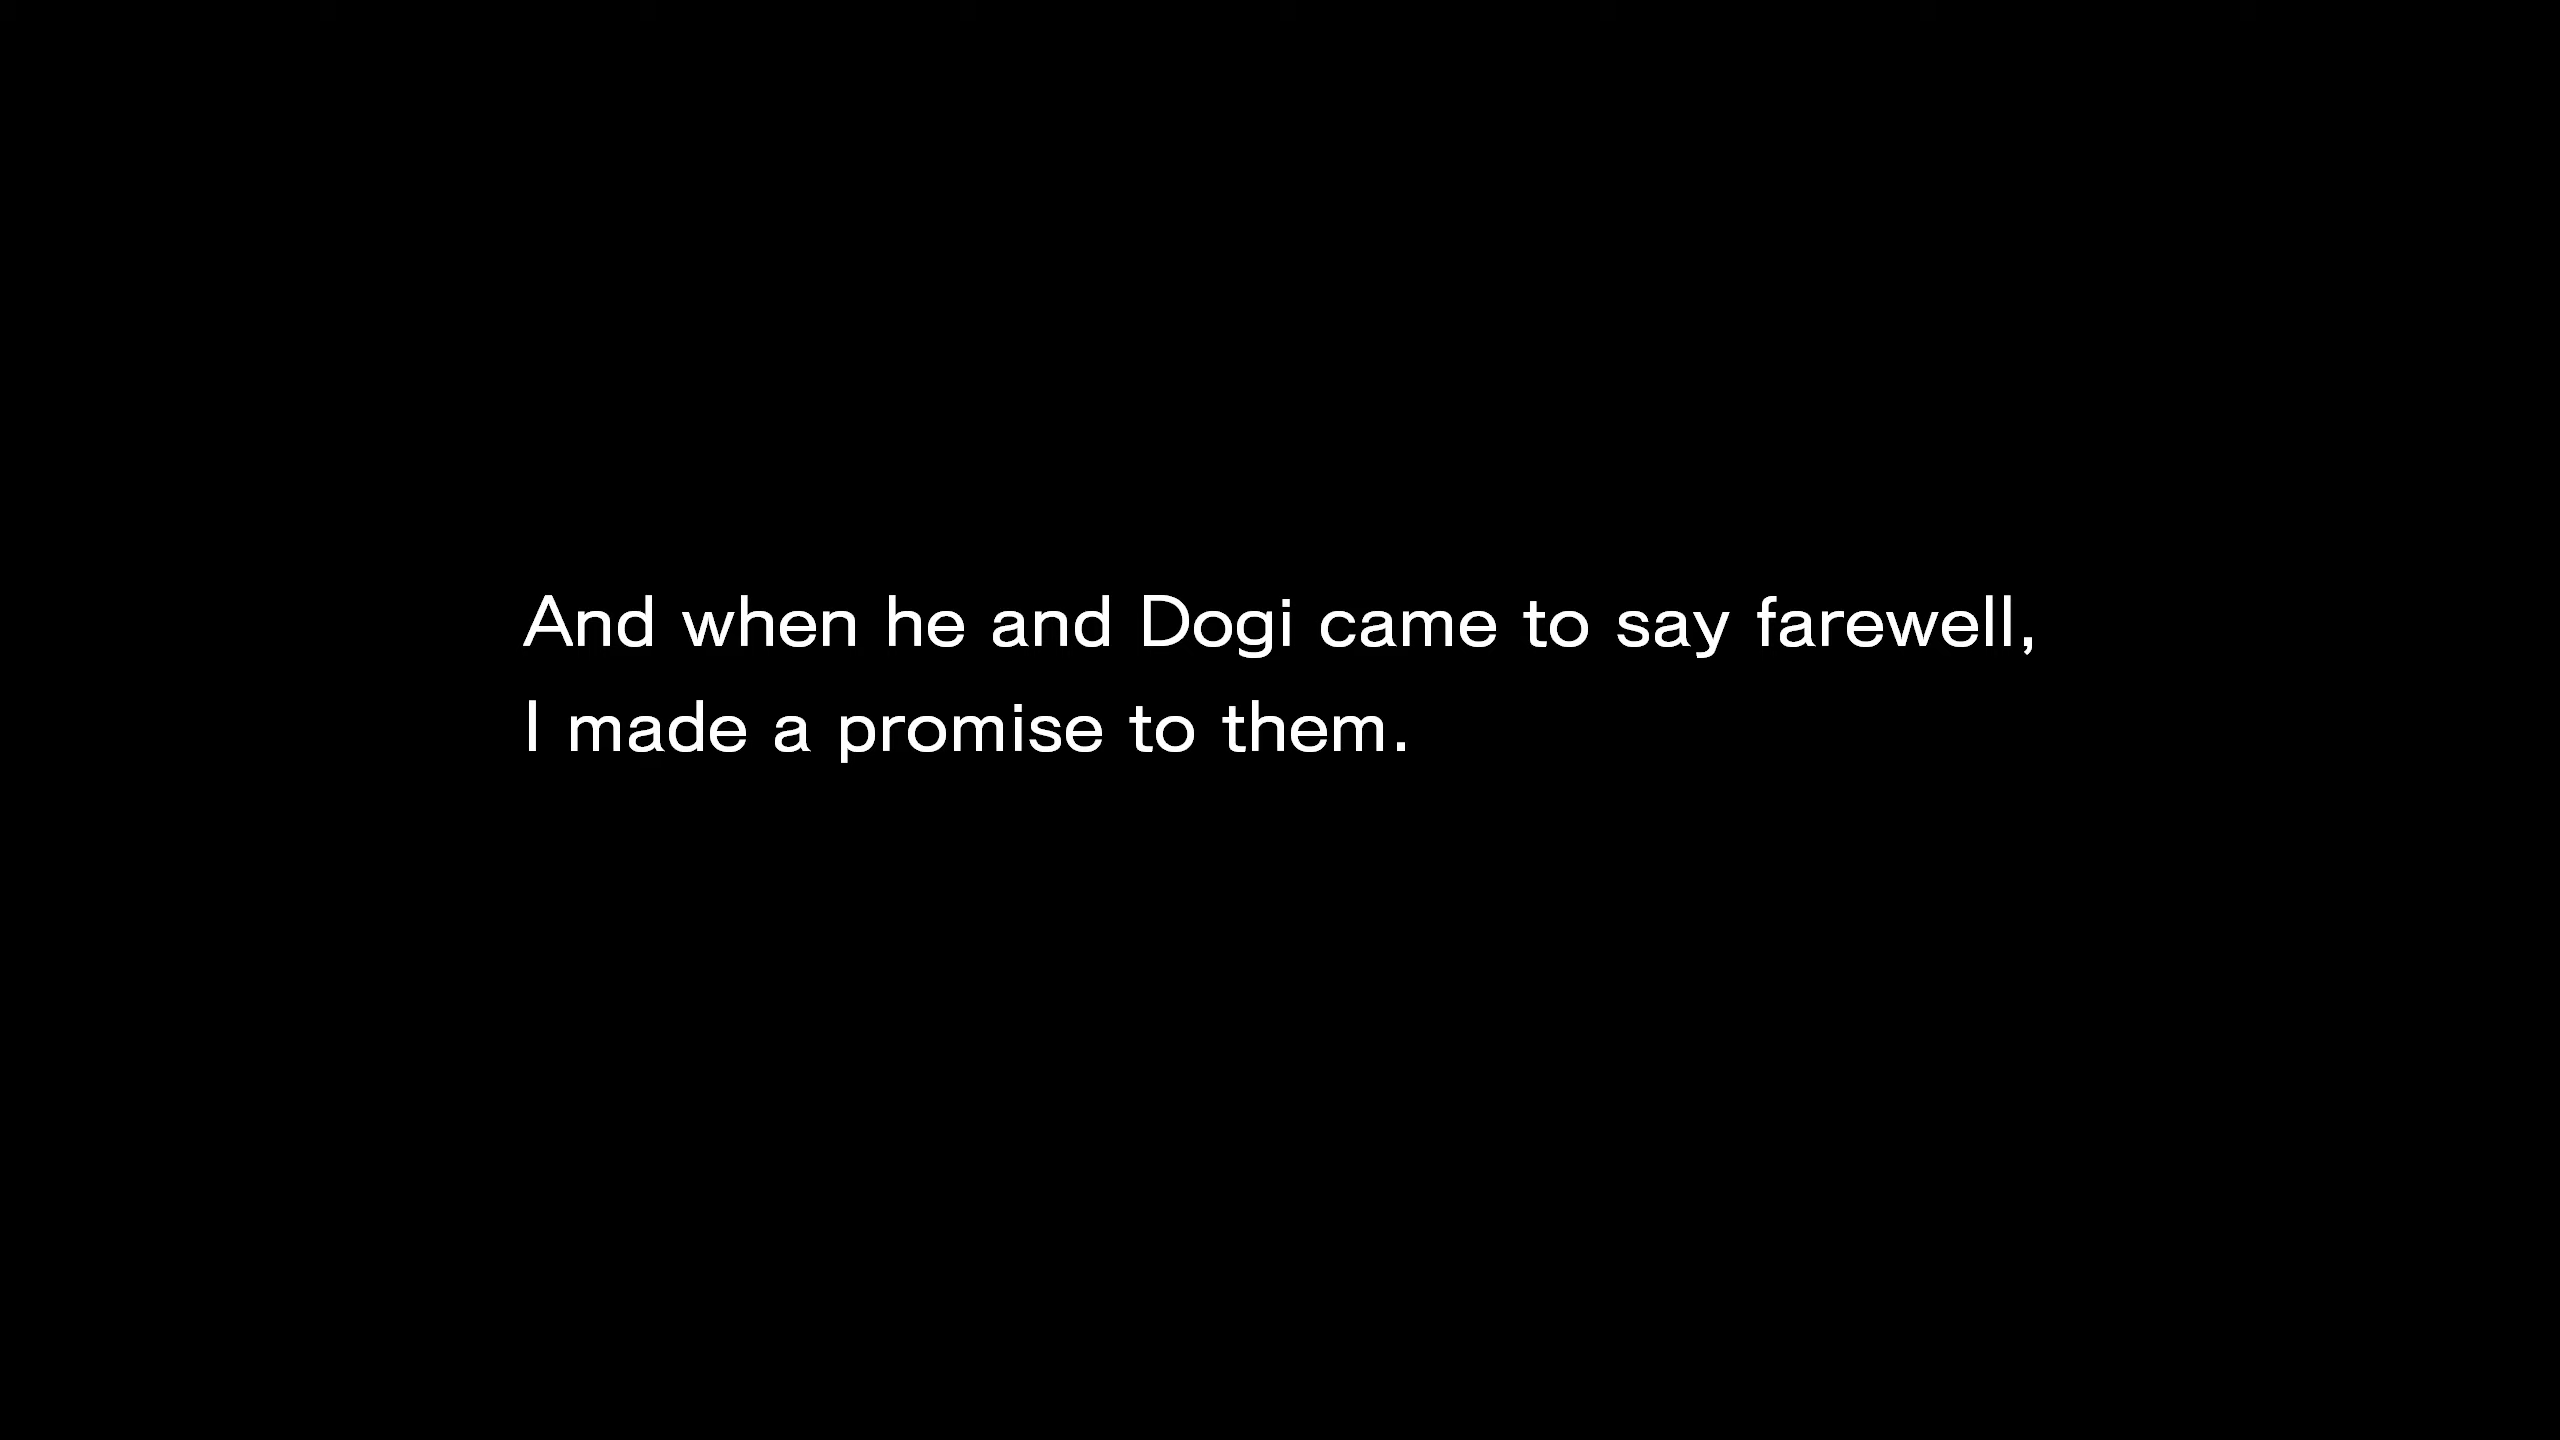 And when he and Dogi came to say farewell,
I made a promise to them.